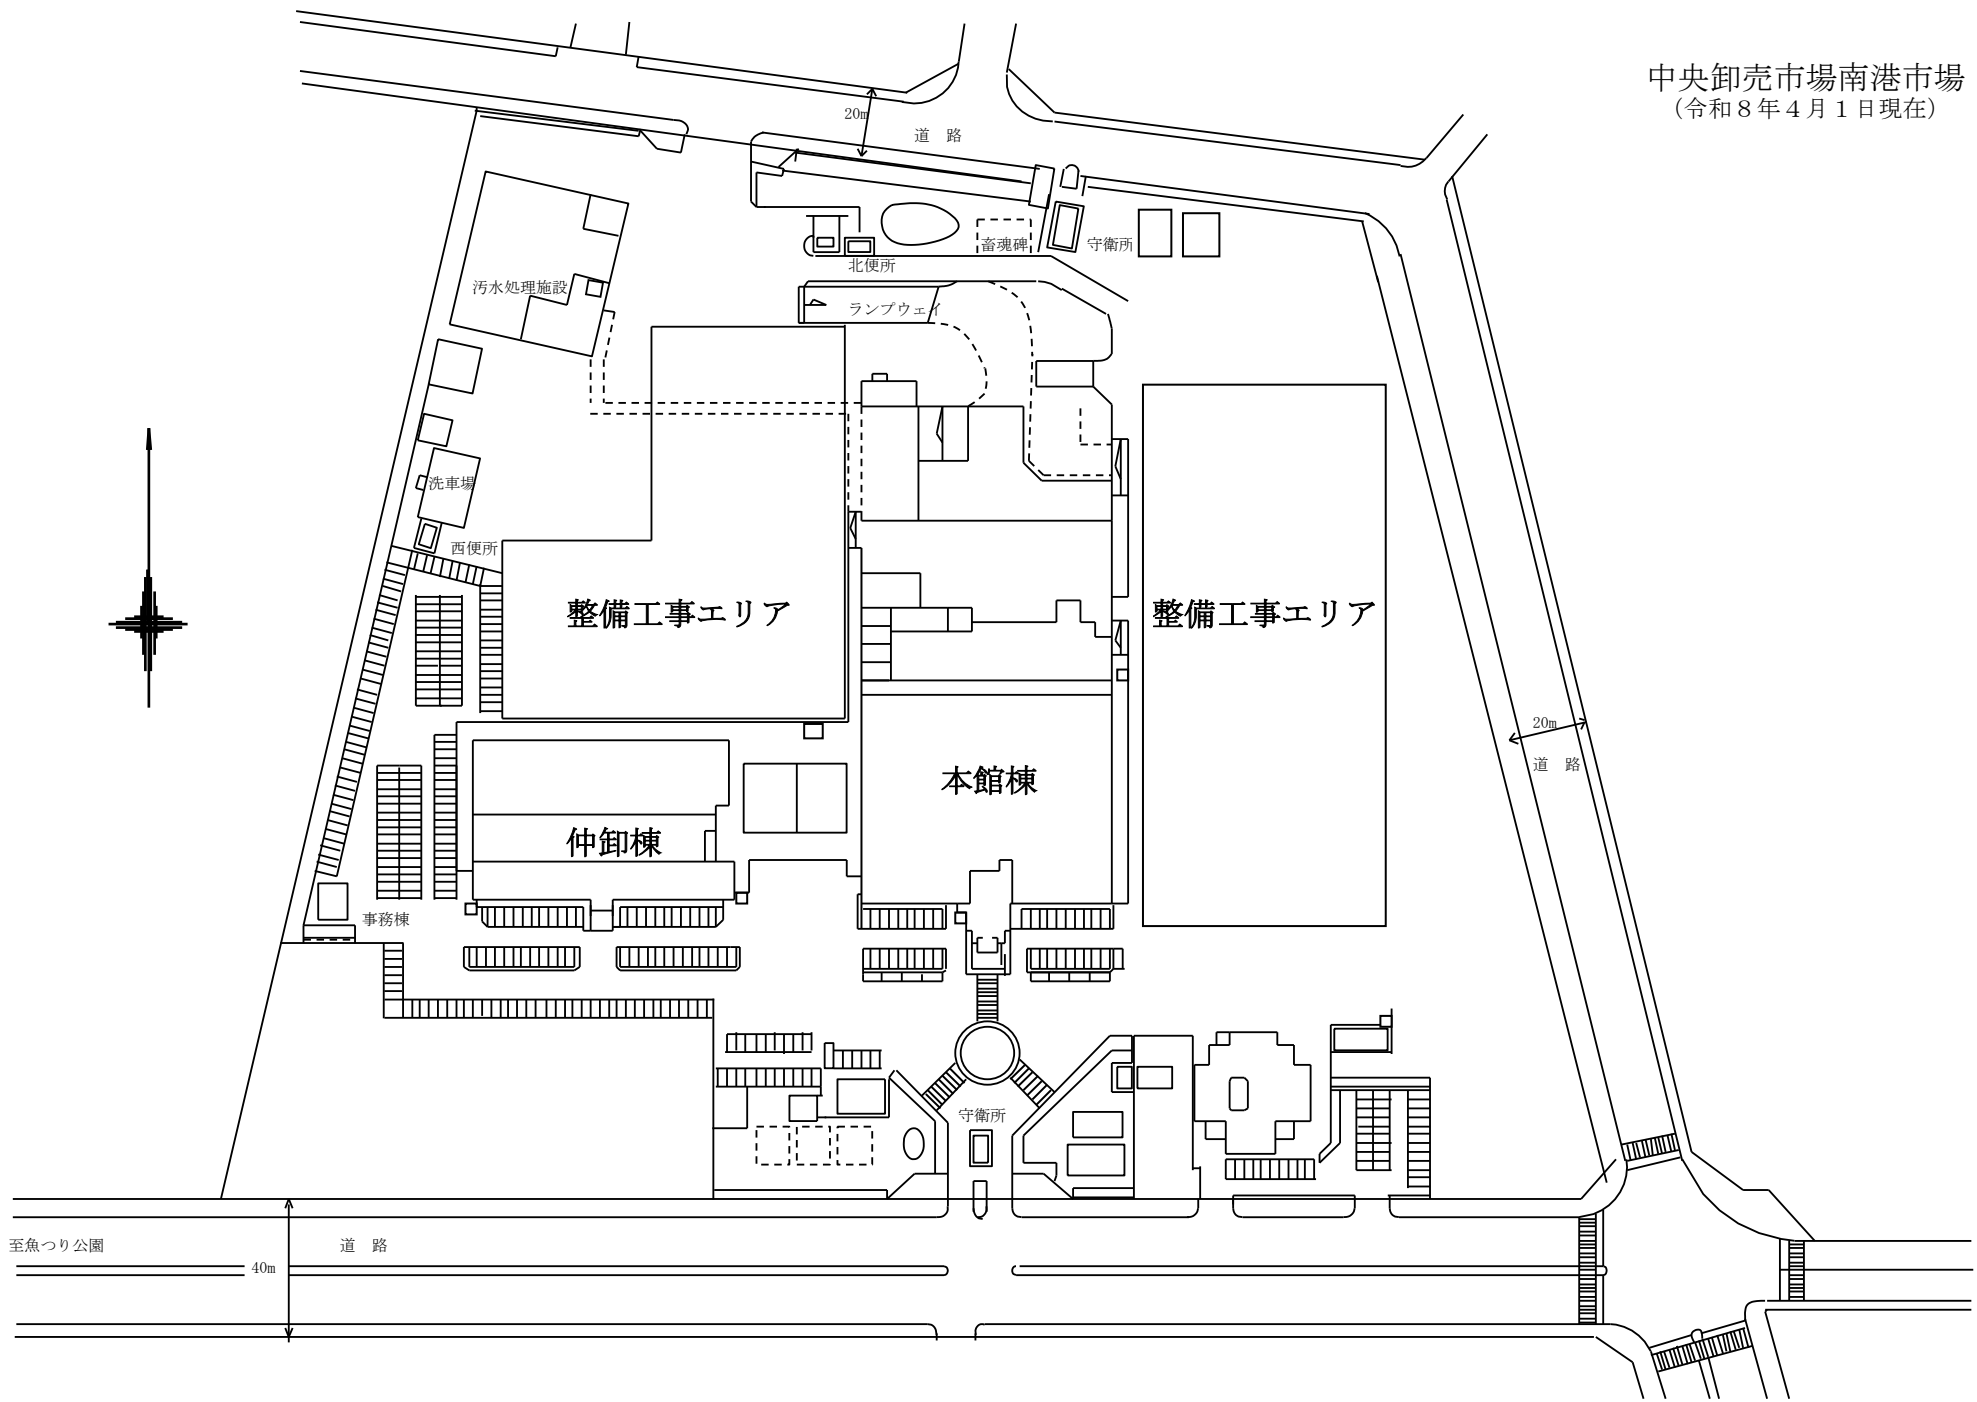 中央卸売市場南港市場
（令和８年４月１日現在）
20m
道　路
畜魂碑
守衛所
北便所
汚水処理施設
ランプウェイ
洗車場
西便所
整備工事エリア
整備工事エリア
20m
道　路
本館棟
仲卸棟
事務棟
守衛所
至魚つり公園
道　路
40m